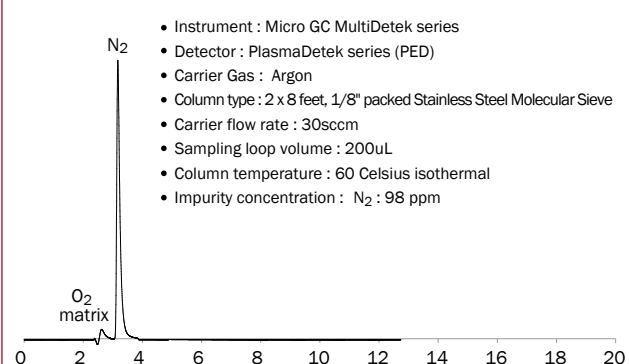 • Instrument : Micro GC MultiDetek series
• Detector : PlasmaDetek series (PED)
• Carrier Gas : Argon
• Column type : 2 x 8 feet, 1/8" packed Stainless Steel Molecular Sieve
• Carrier flow rate : 30sccm
• Sampling loop volume : 200uL
• Column temperature : 60 Celsius isothermal
• Impurity concentration : N2 : 98 ppm
N2
O2
matrix
0 2 4 6 8 10 12 14 16 18 20